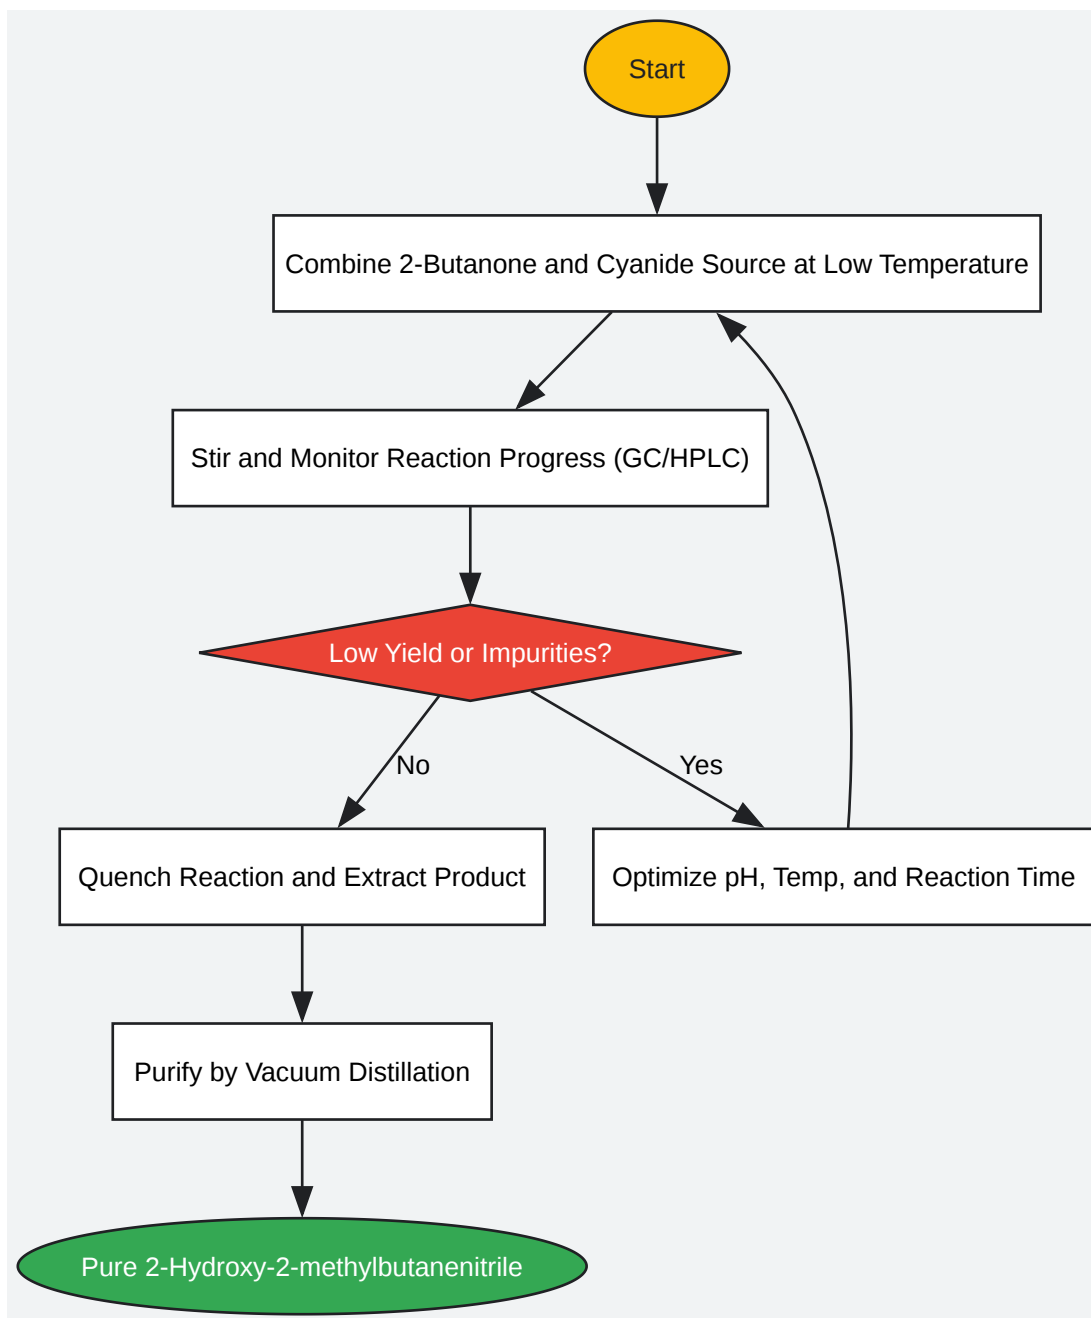 Start
Combine 2-Butanone and Cyanide Source at Low Temperature
Stir and Monitor Reaction Progress (GC/HPLC)
Low Yield or Impurities?
No
Yes
Quench Reaction and Extract Product
Optimize pH, Temp, and Reaction Time
Purify by Vacuum Distillation
Pure 2-Hydroxy-2-methylbutanenitrile